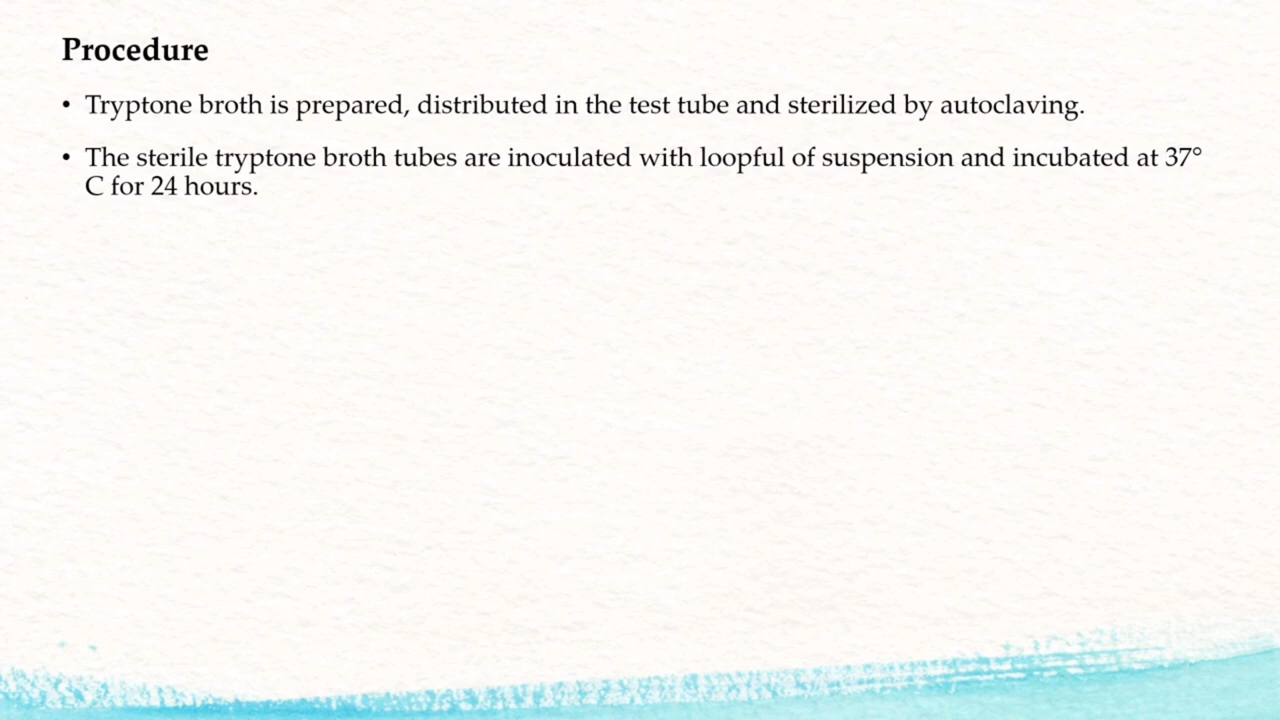 Procedure
• Tryptone broth is prepared, distributed in the test tube and sterilized by autoclaving.
• The sterile tryptone broth tubes are inoculated with loopful of suspension and incubated at 37°
C for 24 hours.